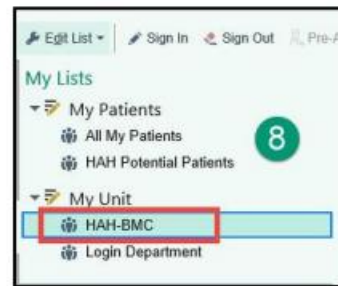 Edit List Sign In Sign Out Pre-A
My Lists
My Patients
All My Patients
8
HAH Potential Patients
My Unit
HAH-BMC
Login Department